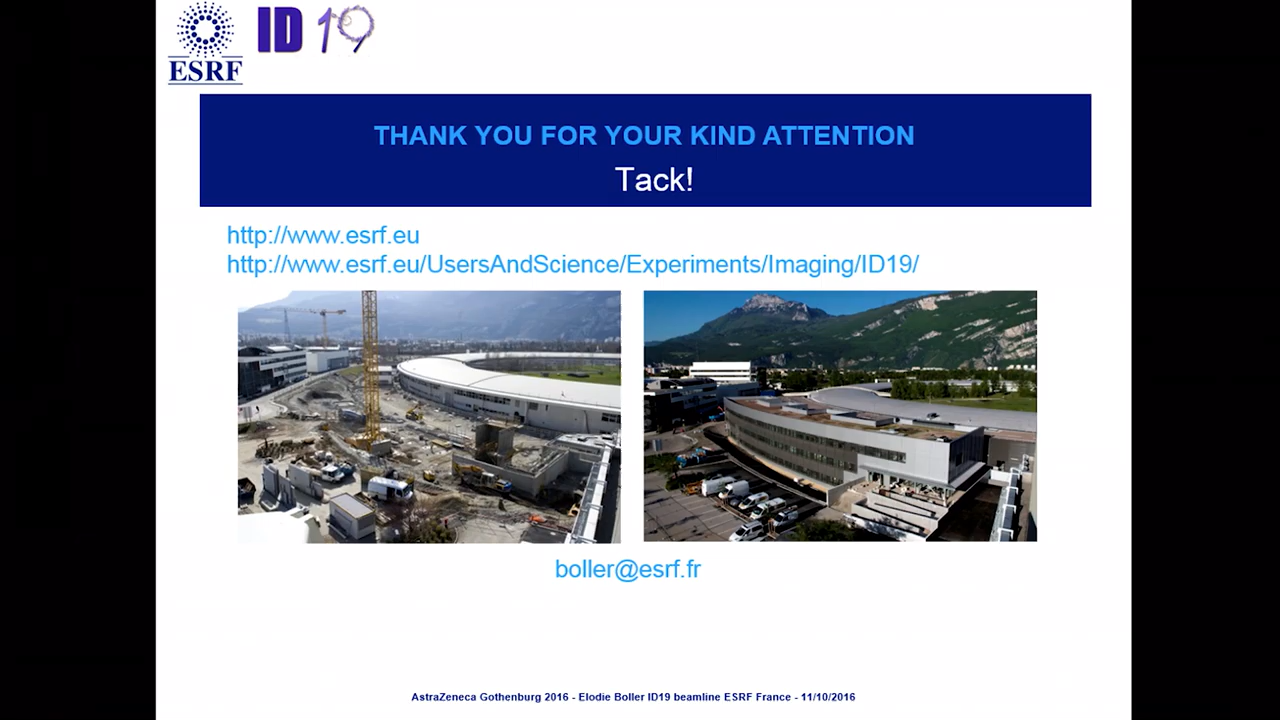 ESRF
ID 19
THANK YOU FOR YOUR KIND ATTENTION
Tack!
http://www.esrf.eu
http://www.esrf.eu/UsersAndScience/Experiments/Imaging/ID19/
boller@esrf.fr
AstraZeneca Gothenburg 2016 - Elodie Boller ID19 beamline ESRF France - 11/10/2016